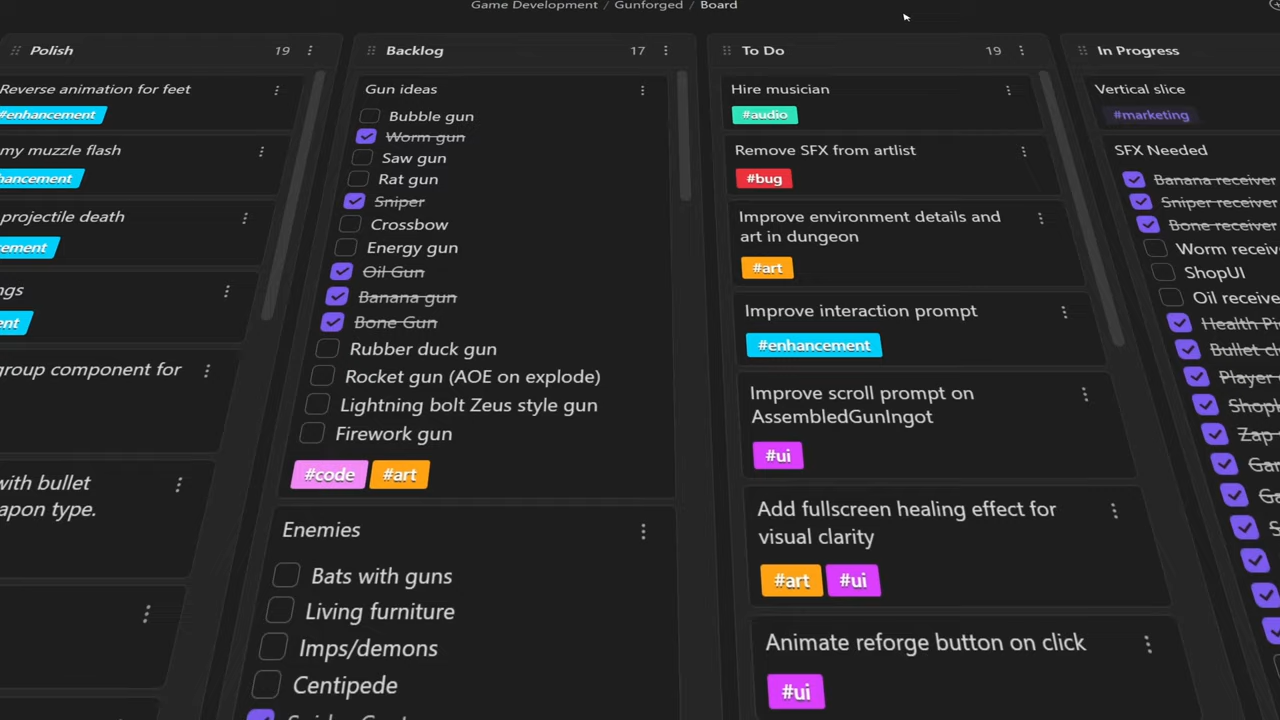 Game Development / Gunforged / Board
Polish 19
Reverse animation for feet
#enhancement
my muzzle flash
projectile death
group component for
with bullet
Backlog 17
Gun ideas
Bubble gun
Worm gun
Saw gun
Rat gun
Sniper
Crossbow
Energy gun
Oil Gun
Banana gun
Bone Gun
Rubber duck gun
Rocket gun (AOE on explode)
Lightning bolt Zeus style gun
Firework gun
#code #art
Enemies
Bats with guns
Living furniture
Imps/demons
Centipede
To Do 19
Hire musician
#audio
Remove SFX from artlist
#bug
Improve environment details and
art in dungeon
#art
Improve interaction prompt
#enhancement
Improve scroll prompt on
AssembledGunIngot
#ui
Add fullscreen healing effect for
visual clarity
#art #ui
Animate reforge button on click
#ui
In Progress
Vertical slice
#marketing
SFX Needed
Banana receiver
Sniper receiver
Bone receiver
Worm
ShopUI
Oil
Health
Bullet
Player
Zap